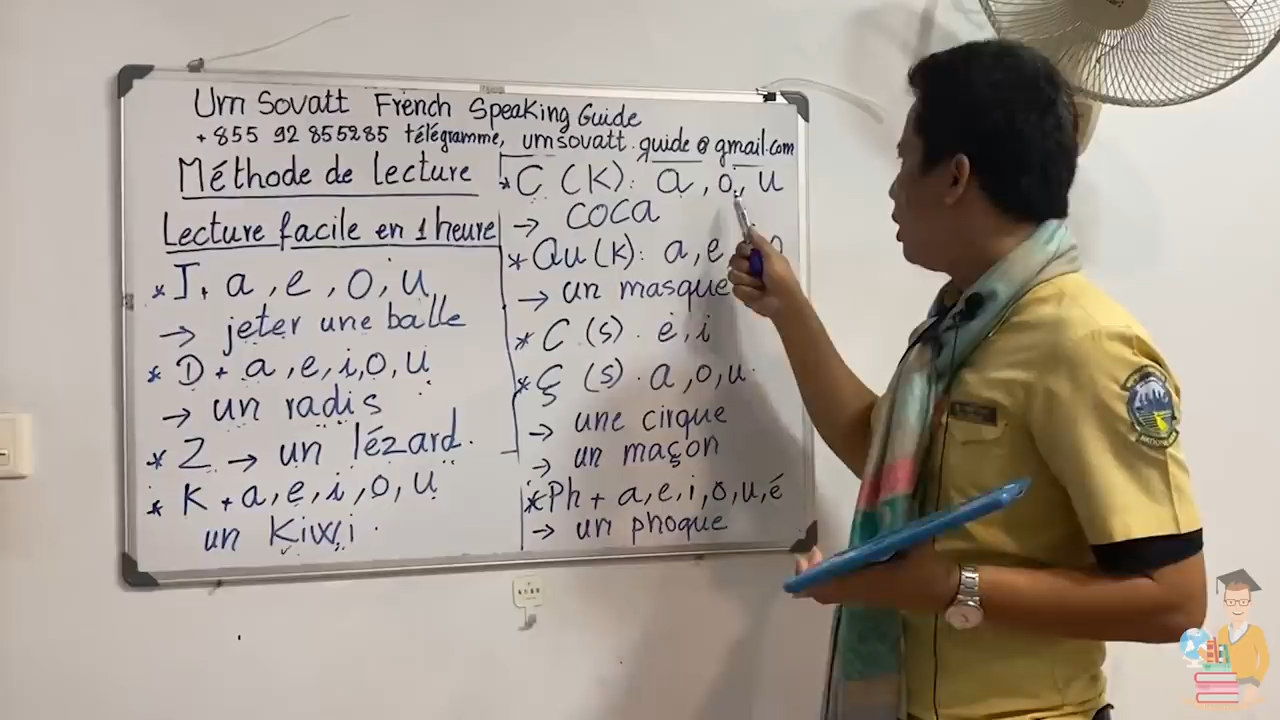 Um Sovatt French Speaking Guide
+855 92 855285 télégramme, umsovatt.guide@gmail.com
Méthode de lecture
Lecture facile en 1 heure
* J + a, e, o, u
→ jeter une balle
* D + a, e, i, o, u
→ un radis
* Z → un lézard.
* K + a, e, i, o, u
un Kiwi.
* C (K): a, o, u
→ coca
* Qu (K): a, e
→ un masque
* C (s). e, i
* Ç (s). a, o, u.
→ une cirque
→ un maçon
* Ph + a, e, i, o, u, é
→ un phoque